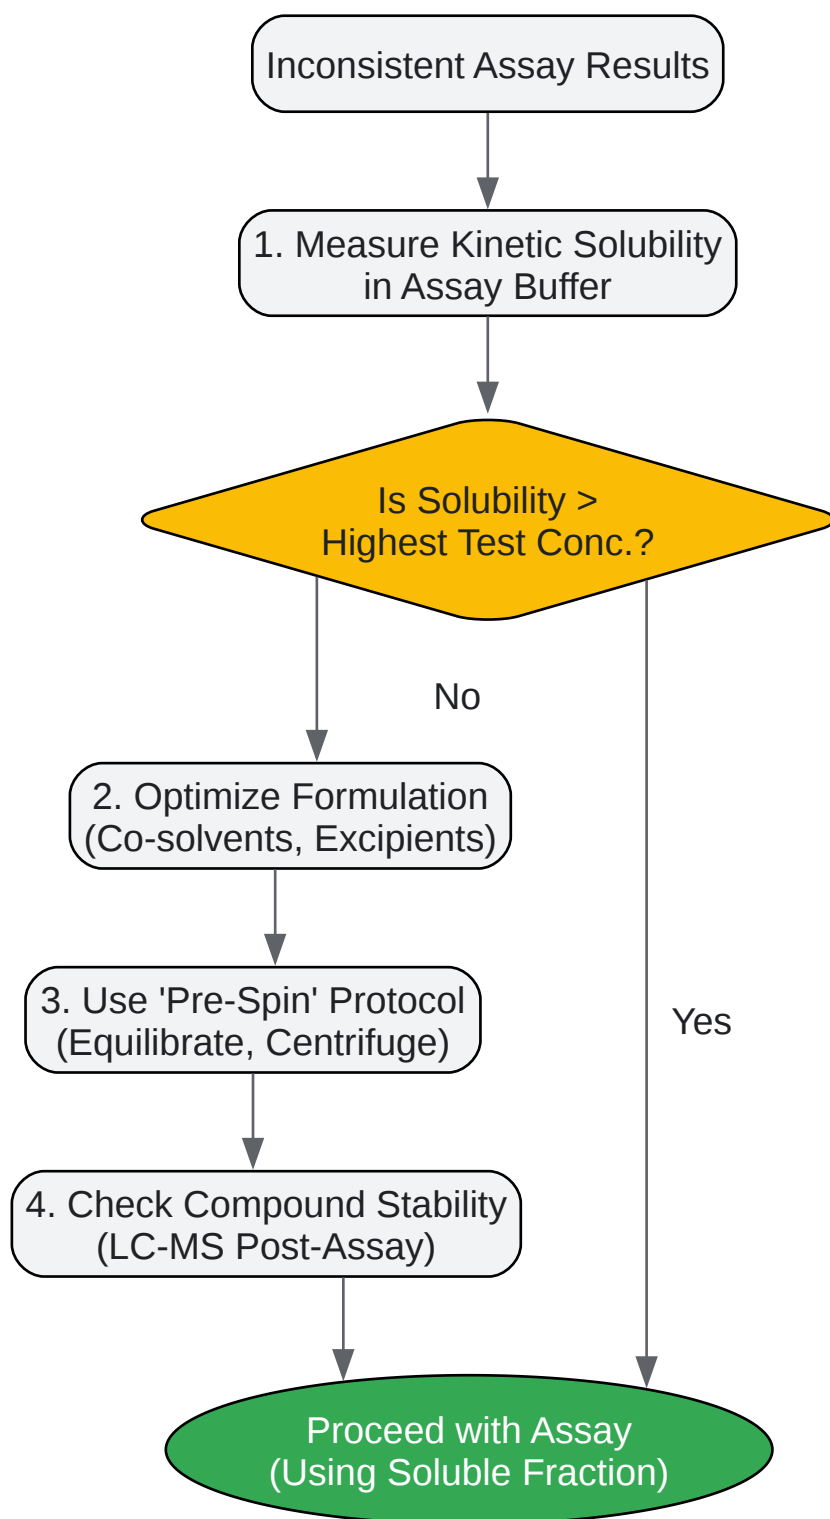 Inconsistent Assay Results
1. Measure Kinetic Solubility
in Assay Buffer
Is Solubility >
Highest Test Conc.?
No
2. Optimize Formulation
(Co-solvents, Excipients)
3. Use 'Pre-Spin' Protocol
(Equilibrate, Centrifuge)
Yes
4. Check Compound Stability
(LC-MS Post-Assay)
Proceed with Assay
(Using Soluble Fraction)